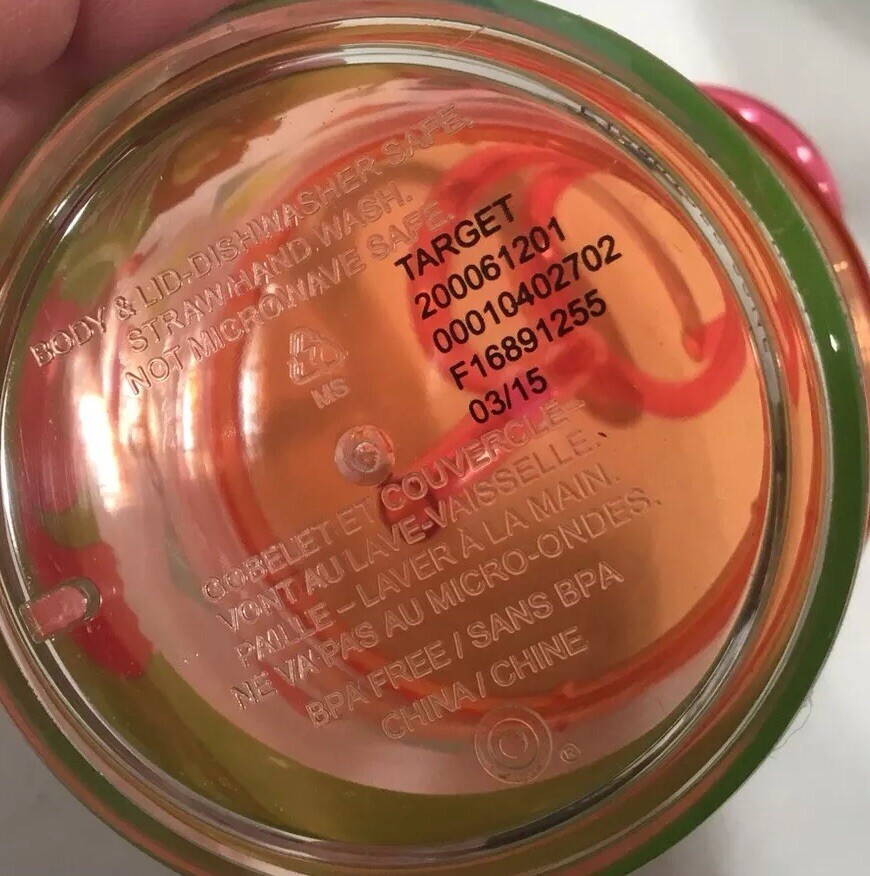 BODY & LID-DISHWASHER SAFE.
STRAW-HAND WASH.
NOT MICROWAVE SAFE.
MS
TARGET
200061201
00010402702
F16891255
03/15
GOBELET ET COUVERCLE–
VONT AU LAVE-VAISSELLE.
PAILLE – LAVER À LA MAIN.
NE VA PAS AU MICRO-ONDES.
BPA FREE / SANS BPA
CHINA / CHINE
®